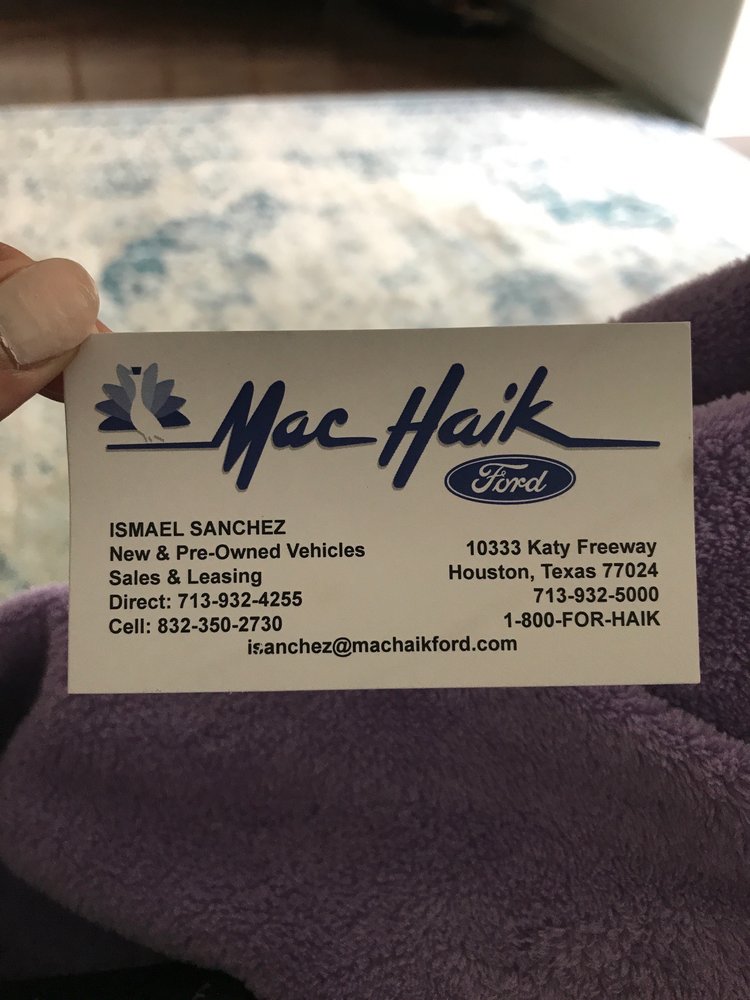 Mac Haik
Ford
ISMAEL SANCHEZ
New & Pre-Owned Vehicles
Sales & Leasing
Direct: 713-932-4255
Cell: 832-350-2730
10333 Katy Freeway
Houston, Texas 77024
713-932-5000
1-800-FOR-HAIK
isanchez@machaikford.com